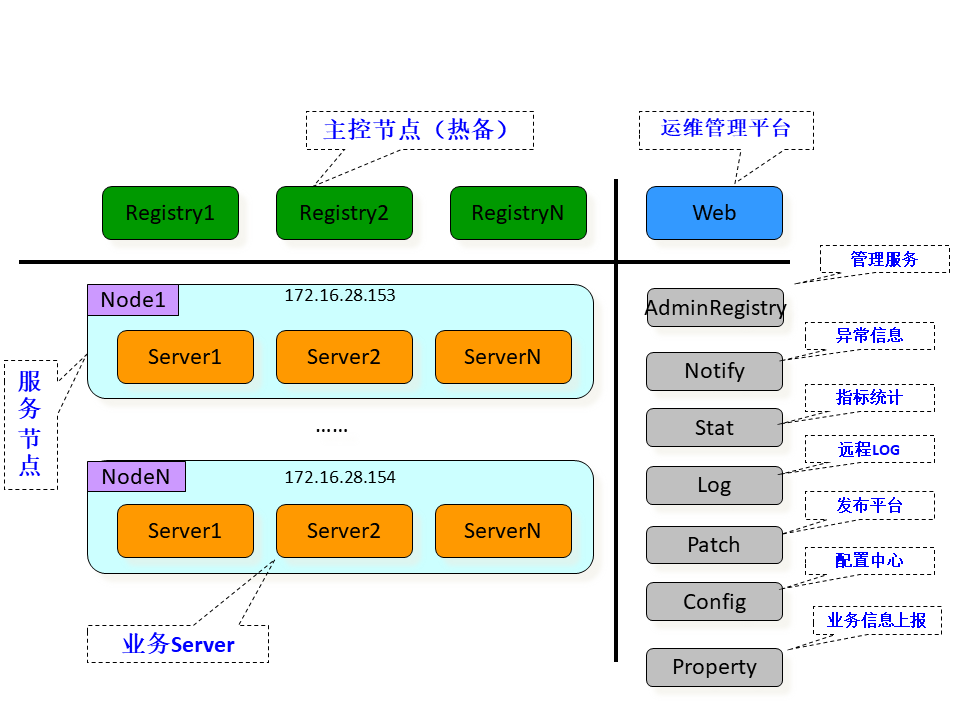 主控节点（热备）
运维管理平台
Registry1
Registry2
RegistryN
Web
管理服务
Node1
172.16.28.153
AdminRegistry
异常信息
Server1
Server2
ServerN
Notify
服
务
节
点
指标统计
……
Stat
远程LOG
NodeN
172.16.28.154
Log
发布平台
Server1
Server2
ServerN
Patch
配置中心
Config
业务信息上报
业务Server
Property